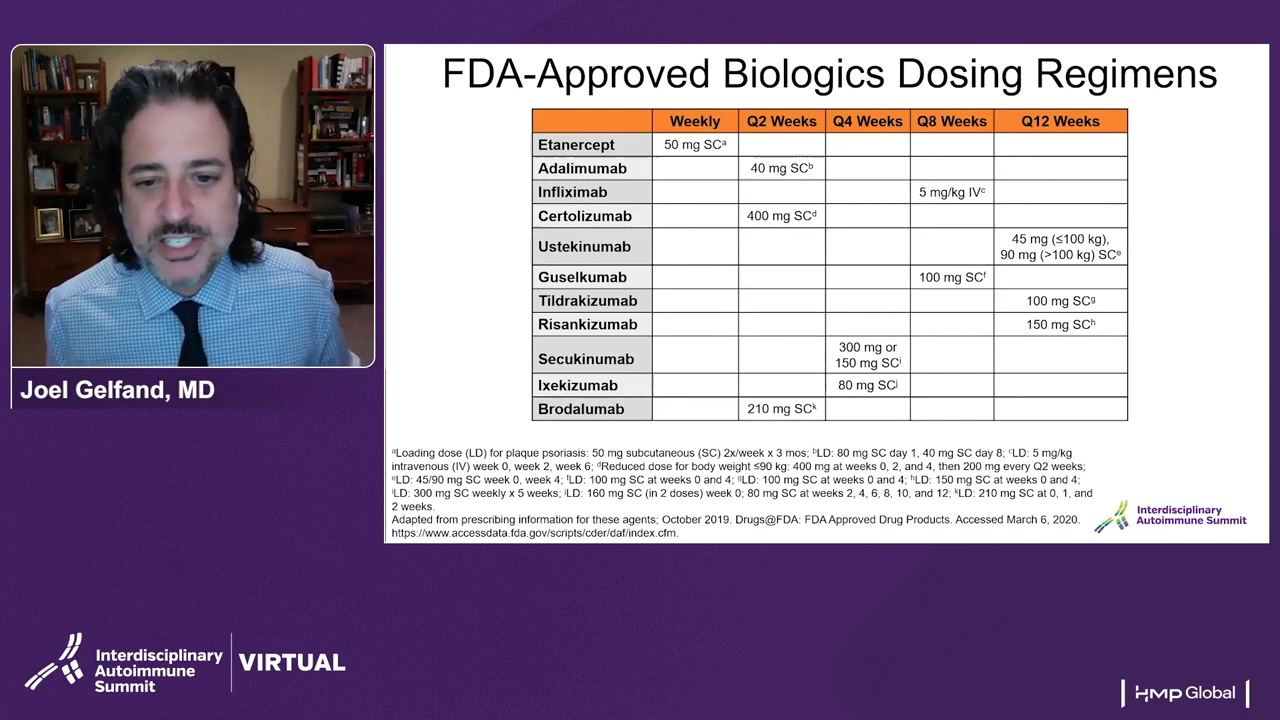 FDA-Approved Biologics Dosing Regimens
Weekly Q2 Weeks Q4 Weeks Q8 Weeks Q12 Weeks
Etanercept 50 mg SCᵃ
Adalimumab 40 mg SCᵇ
Infliximab 5 mg/kg IVᶜ
Certolizumab 400 mg SCᵈ
Ustekinumab 45 mg (≤100 kg),
90 mg (>100 kg) SCᵉ
Guselkumab 100 mg SCᶠ
Tildrakizumab 100 mg SCᵍ
Risankizumab 150 mg SCʰ
Secukinumab 300 mg or
150 mg SCⁱ
Ixekizumab 80 mg SCʲ
Brodalumab 210 mg SCᵏ
ᵃLoading dose (LD) for plaque psoriasis: 50 mg subcutaneous (SC) 2x/week x 3 mos; ᵇLD: 80 mg SC day 1, 40 mg SC day 8; ᶜLD: 5 mg/kg
intravenous (IV) week 0, week 2, week 6; ᵈReduced dose for body weight ≤90 kg: 400 mg at weeks 0, 2, and 4, then 200 mg every Q2 weeks;
ᵉLD: 45/90 mg SC week 0, week 4; ᶠLD: 100 mg SC at weeks 0 and 4; ᵍLD: 100 mg SC at weeks 0 and 4; ʰLD: 150 mg SC at weeks 0 and 4;
ⁱLD: 300 mg SC weekly x 5 weeks; ʲLD: 160 mg SC (in 2 doses) week 0; 80 mg SC at weeks 2, 4, 6, 8, 10, and 12; ᵏLD: 210 mg SC at 0, 1, and
2 weeks.
Adapted from prescribing information for these agents; October 2019. Drugs@FDA: FDA Approved Drug Products. Accessed March 6, 2020.
https://www.accessdata.fda.gov/scripts/cder/daf/index.cfm.
Interdisciplinary
Autoimmune Summit
Joel Gelfand, MD
Interdisciplinary
Autoimmune
Summit
VIRTUAL
HMP Global